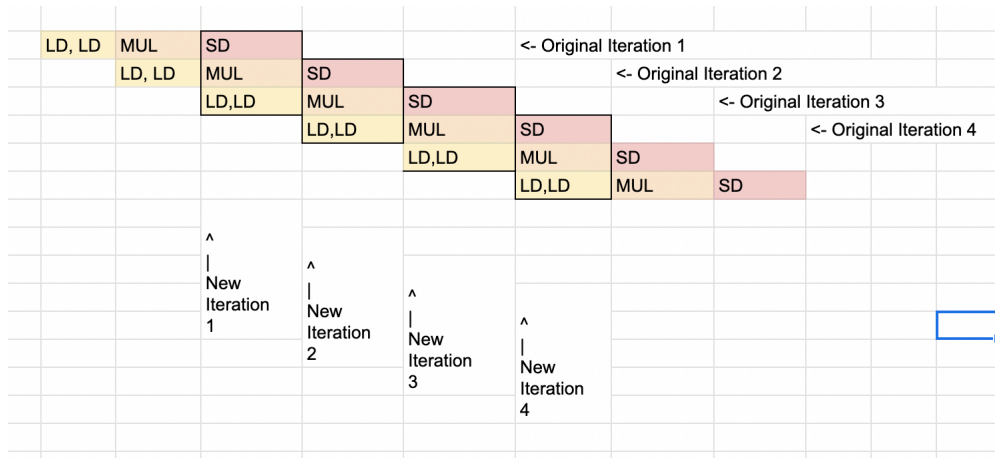 LD, LD MUL SD <- Original Iteration 1
LD, LD MUL SD <- Original Iteration 2
LD,LD MUL SD <- Original Iteration 3
LD,LD MUL SD <- Original Iteration 4
LD,LD MUL SD
LD,LD MUL SD
^
|
New
Iteration
1
^
|
New
Iteration
2
^
|
New
Iteration
3
^
|
New
Iteration
4